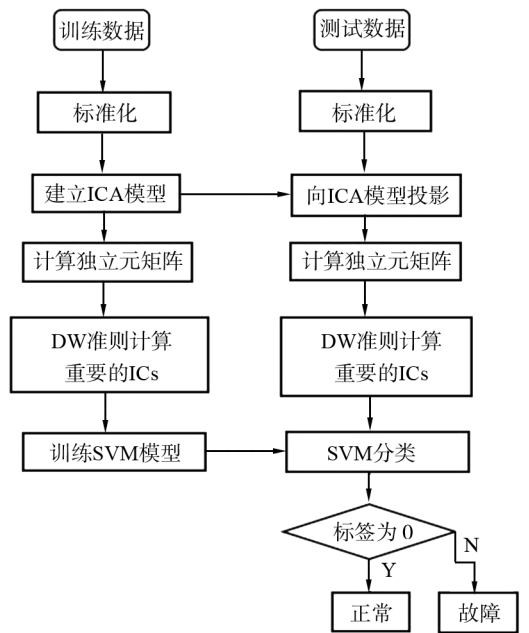 训练数据
标准化
建立ICA模型
计算独立元矩阵
DW准则计算
重要的ICs
训练SVM模型
测试数据
标准化
向ICA模型投影
计算独立元矩阵
DW准则计算
重要的ICs
SVM分类
标签为 0
N
Y
正常
故障